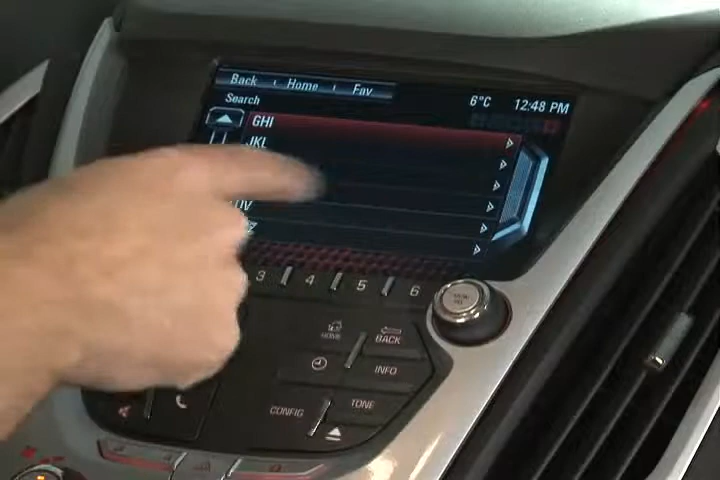 Back Home Fav
Search 6°C 12:48 PM
GHI
JKL
3 4 5 6
HOME BACK
INFO
CONFIG TONE